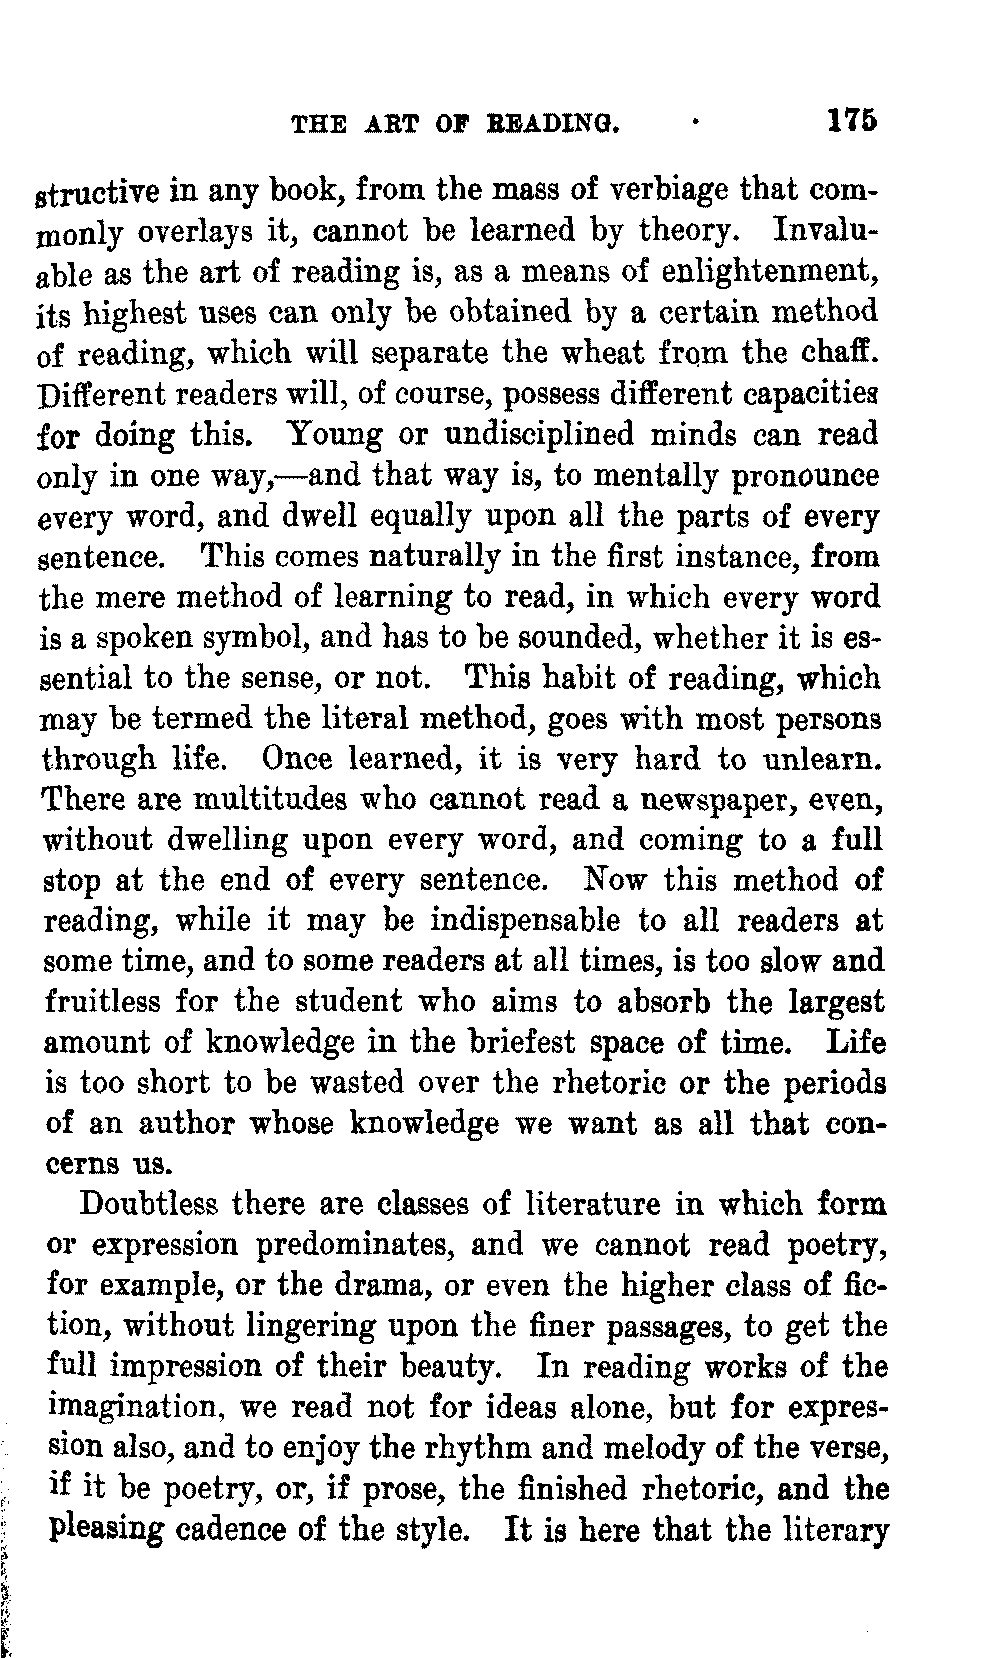 THE ART OF READING. 175
structive in any book, from the mass of verbiage that com-
monly overlays it, cannot be learned by theory. Invalu-
able as the art of reading is, as a means of enlightenment,
its highest uses can only be obtained by a certain method
of reading, which will separate the wheat from the chaff.
Different readers will, of course, possess different capacities
for doing this. Young or undisciplined minds can read
only in one way,—and that way is, to mentally pronounce
every word, and dwell equally upon all the parts of every
sentence. This comes naturally in the first instance, from
the mere method of learning to read, in which every word
is a spoken symbol, and has to be sounded, whether it is es-
sential to the sense, or not. This habit of reading, which
may be termed the literal method, goes with most persons
through life. Once learned, it is very hard to unlearn.
There are multitudes who cannot read a newspaper, even,
without dwelling upon every word, and coming to a full
stop at the end of every sentence. Now this method of
reading, while it may be indispensable to all readers at
some time, and to some readers at all times, is too slow and
fruitless for the student who aims to absorb the largest
amount of knowledge in the briefest space of time. Life
is too short to be wasted over the rhetoric or the periods
of an author whose knowledge we want as all that con-
cerns us.
Doubtless there are classes of literature in which form
or expression predominates, and we cannot read poetry,
for example, or the drama, or even the higher class of fic-
tion, without lingering upon the finer passages, to get the
full impression of their beauty. In reading works of the
imagination, we read not for ideas alone, but for expres-
sion also, and to enjoy the rhythm and melody of the verse,
if it be poetry, or, if prose, the finished rhetoric, and the
pleasing cadence of the style. It is here that the literary